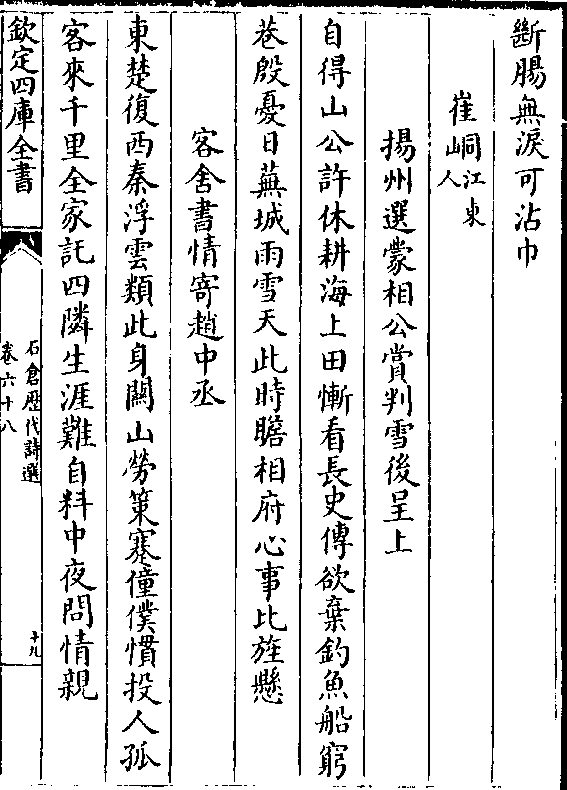 斷腸無淚可沾巾
崔峒江東人
揚州選蒙相公賞判雪後呈上
自得山公許休耕海上田慚看長史傳欲棄釣魚船窮
巷殷憂日蕪城雨雪天此時瞻相府心事比旌懸
客舍書情寄趙中丞
東楚復西秦浮雲類此身關山勞策蹇僮僕慣投人孤
客來千里全家託四隣生涯難自料中夜問情親
欽定四庫全書
石倉歴代詩選
卷六十八
十九